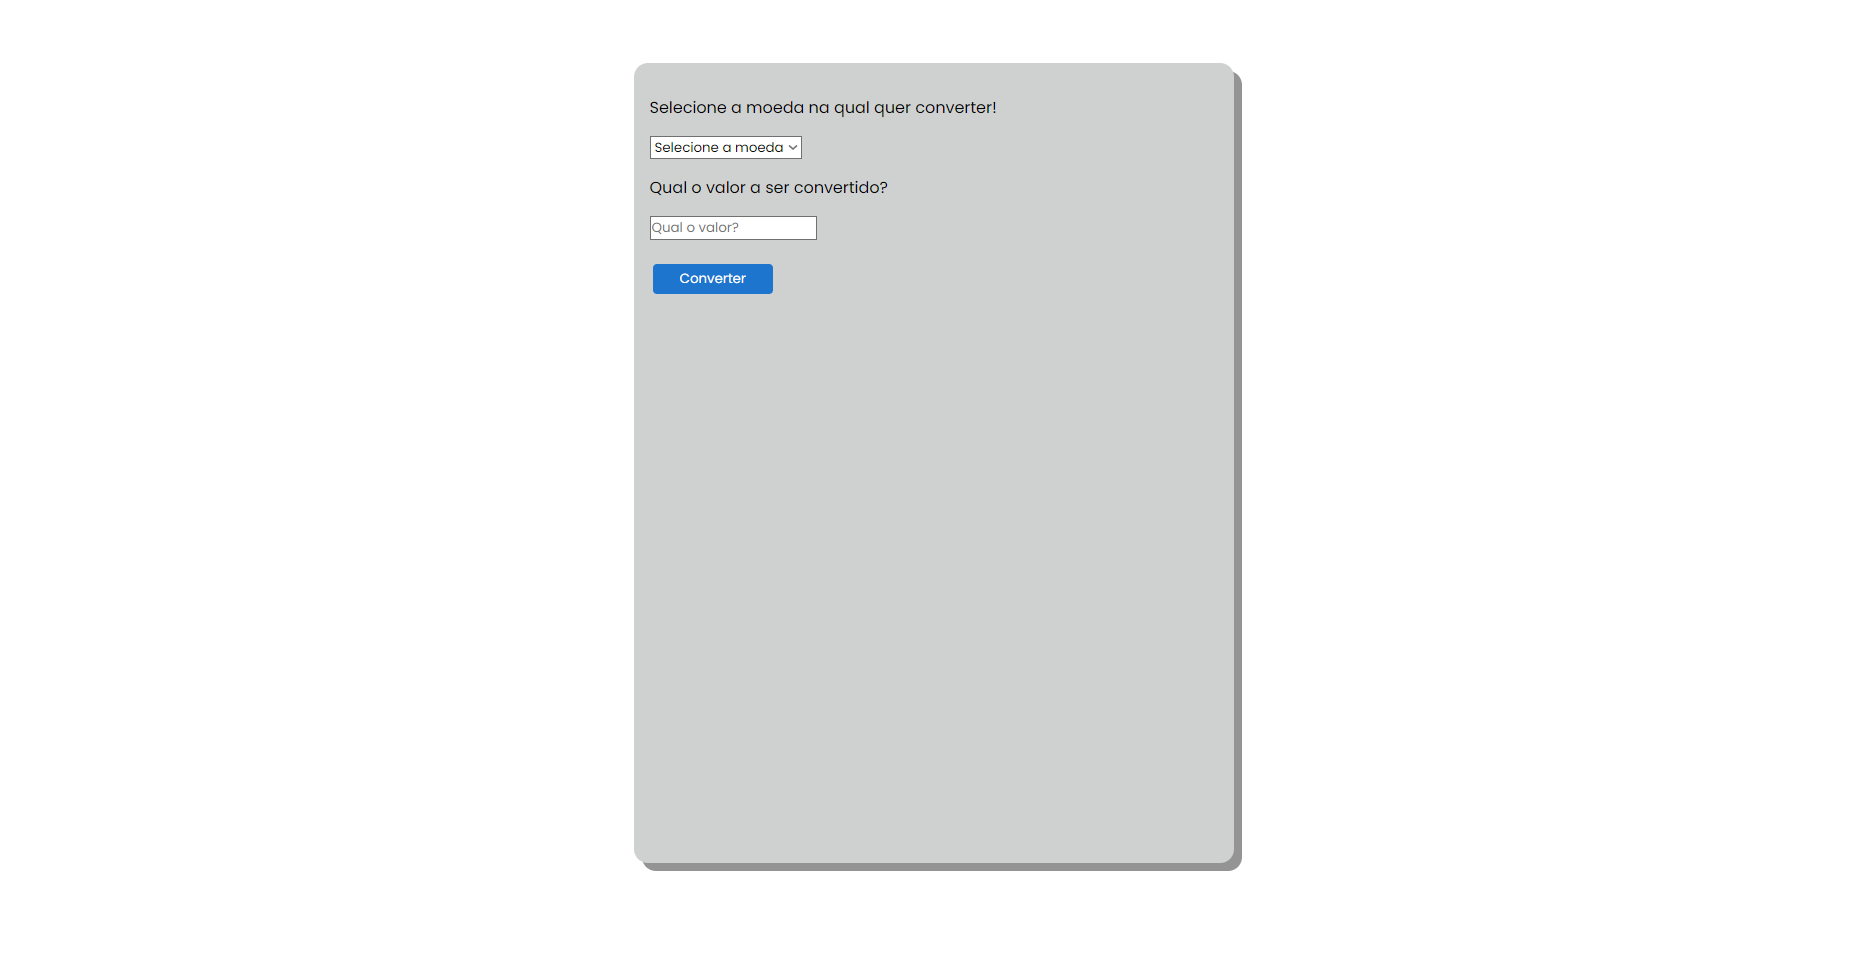 Selecione a moeda na qual quer converter!
Selecione a moeda
Qual o valor a ser convertido?
Qual o valor?
Converter